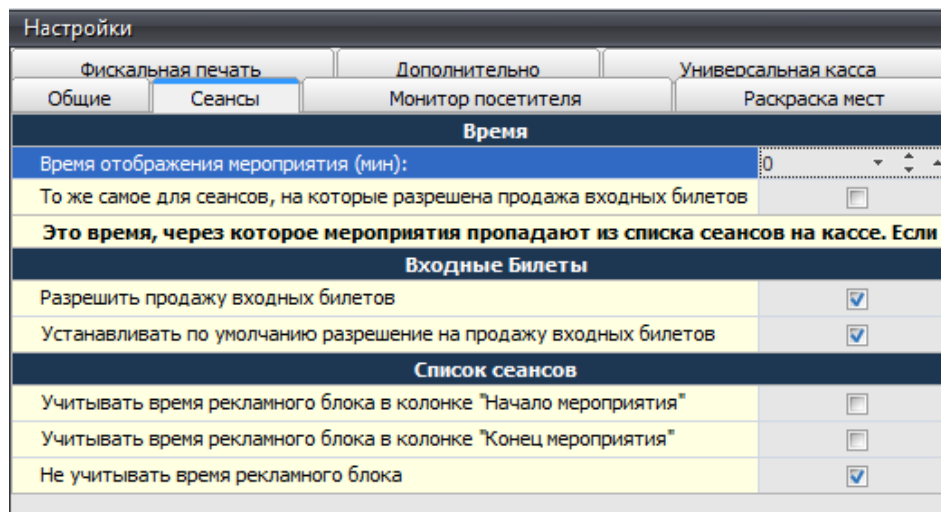 Настройки
Фискальная печать Дополнительно Универсальная касса
Общие Сеансы Монитор посетителя Раскраска мест
Время
Время отображения мероприятия (мин): 0
То же самое для сеансов, на которые разрешена продажа входных билетов
Это время, через которое мероприятия пропадают из списка сеансов на кассе. Если
Входные Билеты
Разрешить продажу входных билетов
Устанавливать по умолчанию разрешение на продажу входных билетов
Список сеансов
Учитывать время рекламного блока в колонке "Начало мероприятия"
Учитывать время рекламного блока в колонке "Конец мероприятия"
Не учитывать время рекламного блока